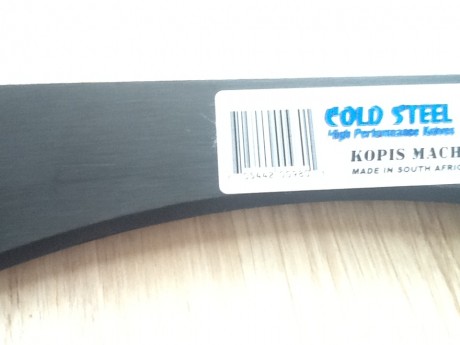 COLD STEEL
High Performance Knives
KOPIS MACH
MADE IN SOUTH AFRIC